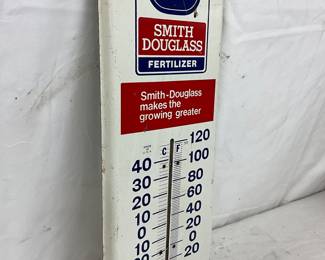 SMITH
DOUGLASS
FERTILIZER
Smith-Douglass
makes the
growing greater
C F 120
40 100
30 80
20 60
10 40
0 20
10 0
20 20